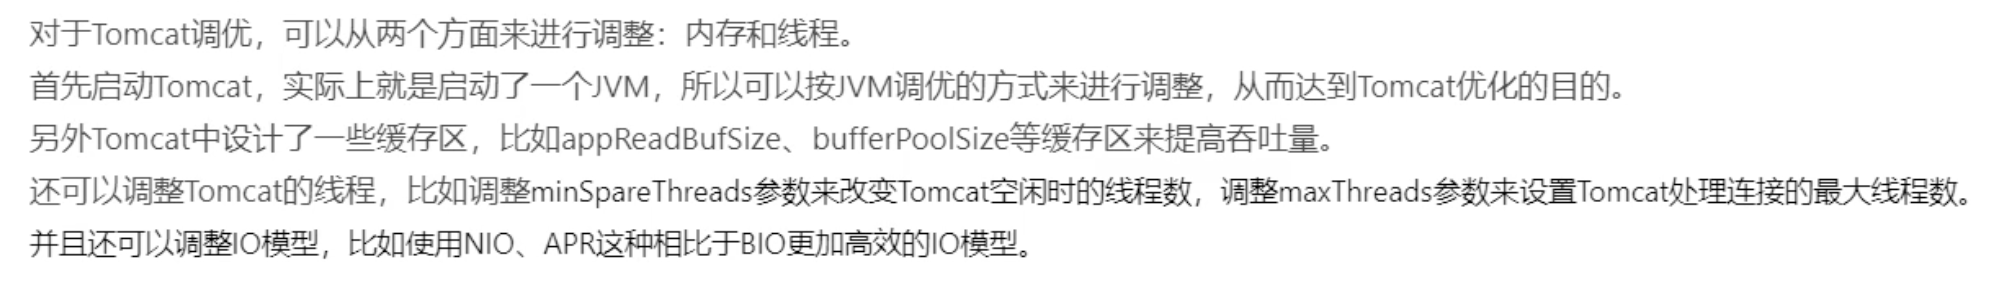 对于Tomcat调优，可以从两个方面来进行调整：内存和线程。
首先启动Tomcat，实际上就是启动了一个JVM，所以可以按JVM调优的方式来进行调整，从而达到Tomcat优化的目的。
另外Tomcat中设计了一些缓存区，比如appReadBufSize、bufferPoolSize等缓存区来提高吞吐量。
还可以调整Tomcat的线程，比如调整minSpareThreads参数来改变Tomcat空闲时的线程数，调整maxThreads参数来设置Tomcat处理连接的最大线程数。
并且还可以调整IO模型，比如使用NIO、APR这种相比于BIO更加高效的IO模型。